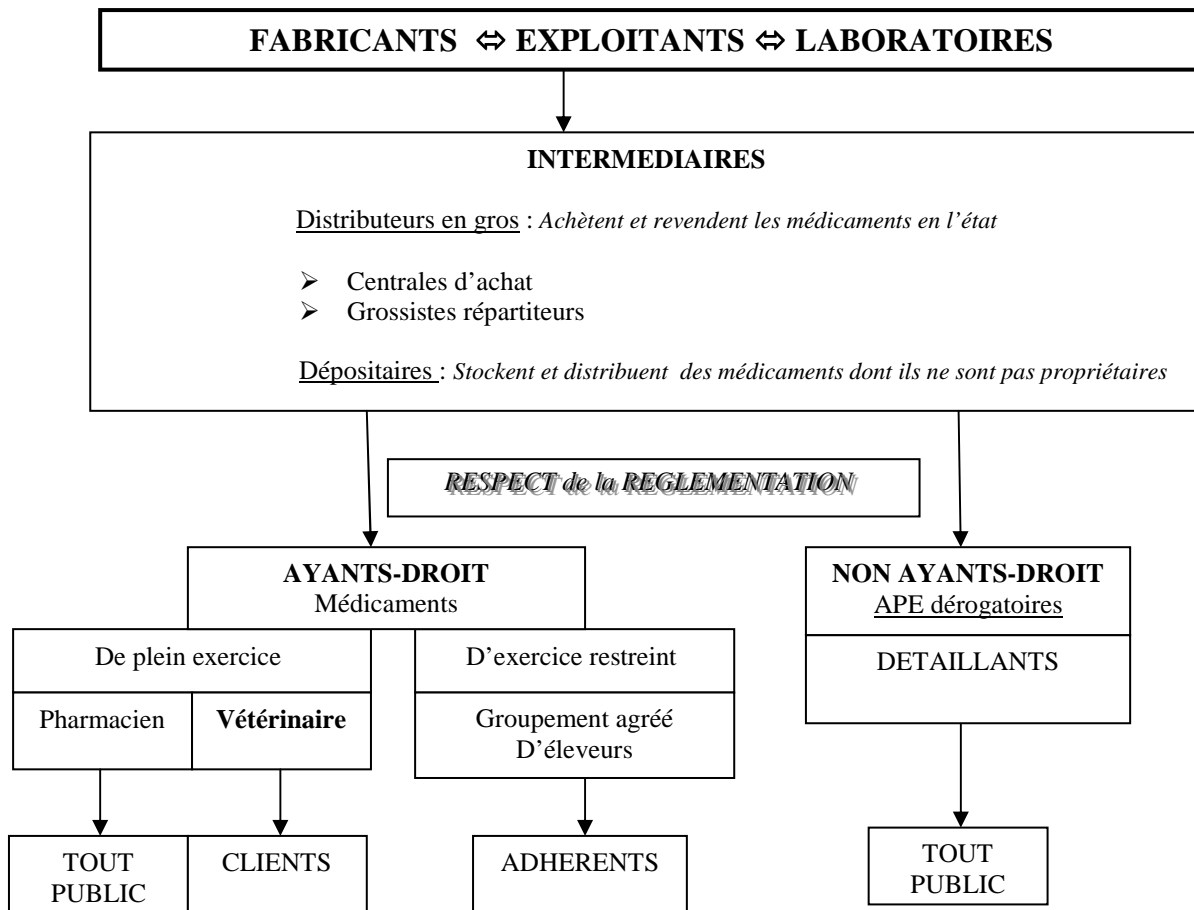 FABRICANTS ⇔ EXPLOITANTS ⇔ LABORATOIRES
INTERMEDIAIRES
Distributeurs en gros : Achètent et revendent les médicaments en l'état
➢ Centrales d'achat
➢ Grossistes répartiteurs
Dépositaires : Stockent et distribuent des médicaments dont ils ne sont pas propriétaires
RESPECT de la REGLEMENTATION
AYANTS-DROIT
Médicaments
De plein exercice
D'exercice restreint
Pharmacien
Vétérinaire
Groupement agréé
D'éleveurs
NON AYANTS-DROIT
APE dérogatoires
DETAILLANTS
TOUT
PUBLIC
CLIENTS
ADHERENTS
TOUT
PUBLIC